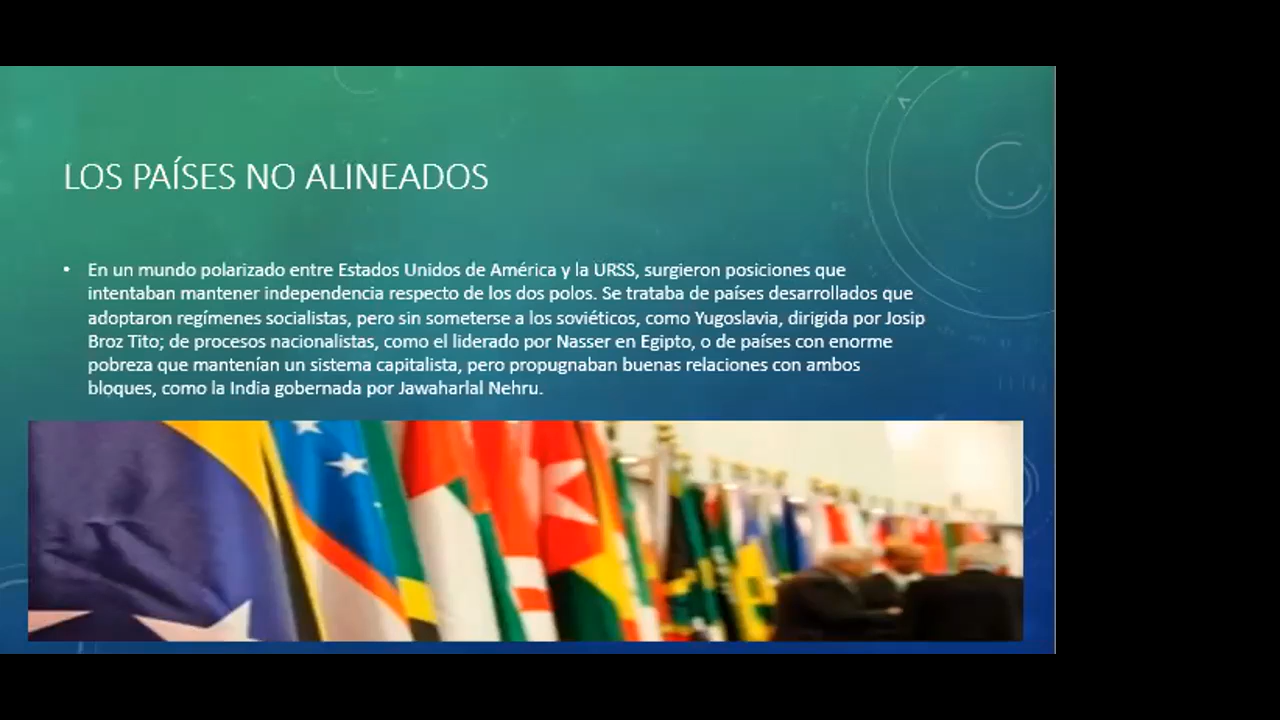 LOS PAÍSES NO ALINEADOS
• En un mundo polarizado entre Estados Unidos de América y la URSS, surgieron posiciones que
intentaban mantener independencia respecto de los dos polos. Se trataba de países desarrollados que
adoptaron regímenes socialistas, pero sin someterse a los soviéticos, como Yugoslavia, dirigida por Josip
Broz Tito; de procesos nacionalistas, como el liderado por Nasser en Egipto, o de países con enorme
pobreza que mantenían un sistema capitalista, pero propugnaban buenas relaciones con ambos
bloques, como la India gobernada por Jawaharlal Nehru.